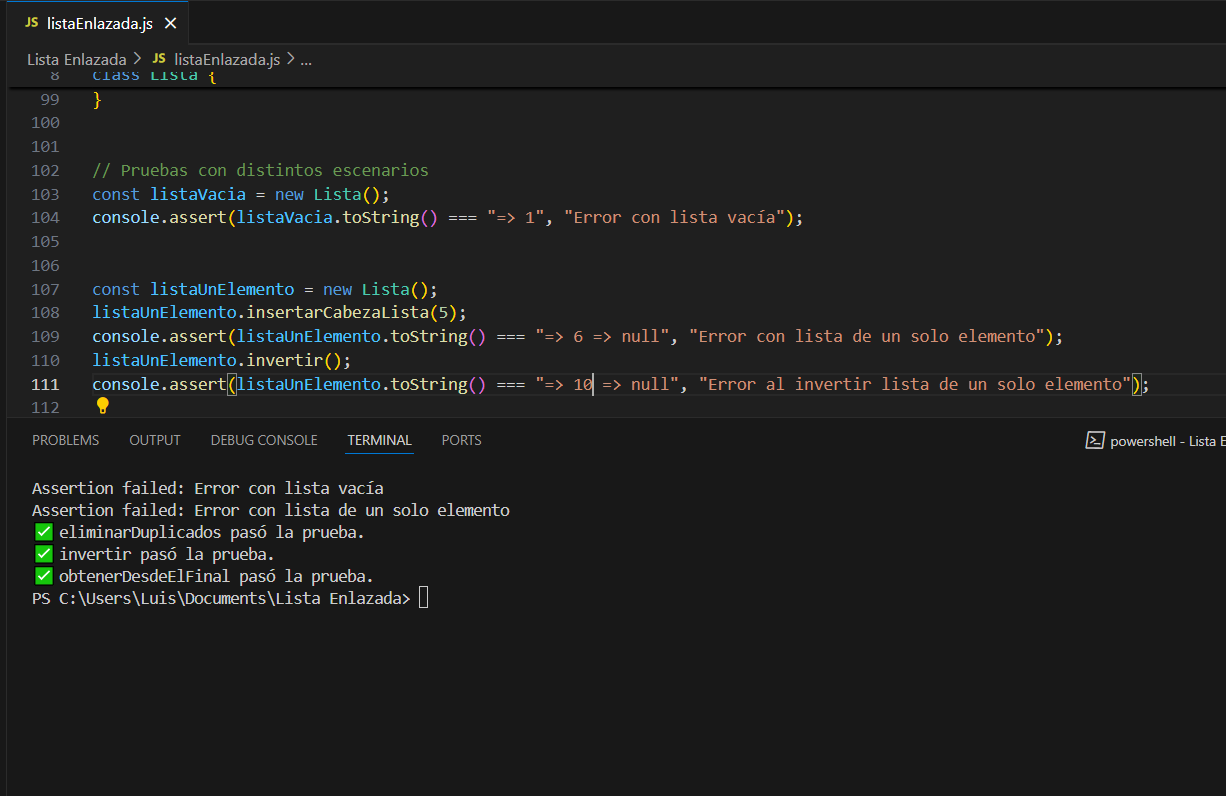 JS listaEnlazada.js ×
Lista Enlazada > JS listaEnlazada.js > ...
8 class Lista {
99 }
100
101
102 // Pruebas con distintos escenarios
103 const listaVacia = new Lista();
104 console.assert(listaVacia.toString() === "=> 1", "Error con lista vacía");
105
106
107 const listaUnElemento = new Lista();
108 listaUnElemento.insertarCabezaLista(5);
109 console.assert(listaUnElemento.toString() === "=> 6 => null", "Error con lista de un solo elemento");
110 listaUnElemento.invertir();
111 console.assert(listaUnElemento.toString() === "=> 10 => null", "Error al invertir lista de un solo elemento");
112
PROBLEMS OUTPUT DEBUG CONSOLE TERMINAL PORTS powershell - Lista E
Assertion failed: Error con lista vacía
Assertion failed: Error con lista de un solo elemento
✅ eliminarDuplicados pasó la prueba.
✅ invertir pasó la prueba.
✅ obtenerDesdeElFinal pasó la prueba.
PS C:\Users\Luis\Documents\Lista Enlazada>